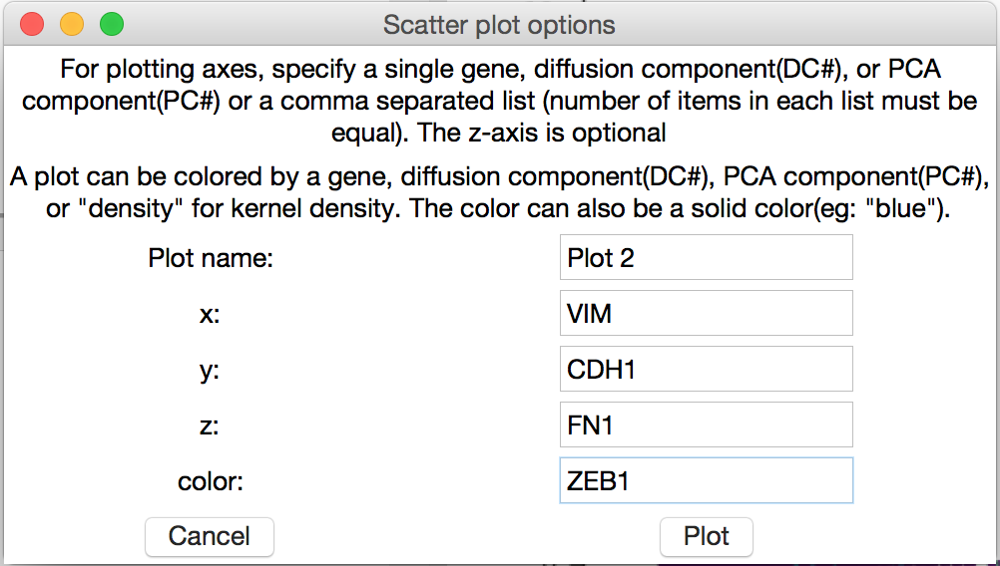 Scatter plot options
For plotting axes, specify a single gene, diffusion component(DC#), or PCA
component(PC#) or a comma separated list (number of items in each list must be
equal). The z-axis is optional
A plot can be colored by a gene, diffusion component(DC#), PCA component(PC#),
or "density" for kernel density. The color can also be a solid color(eg: "blue").
Plot name: Plot 2
x: VIM
y: CDH1
z: FN1
color: ZEB1
Cancel Plot